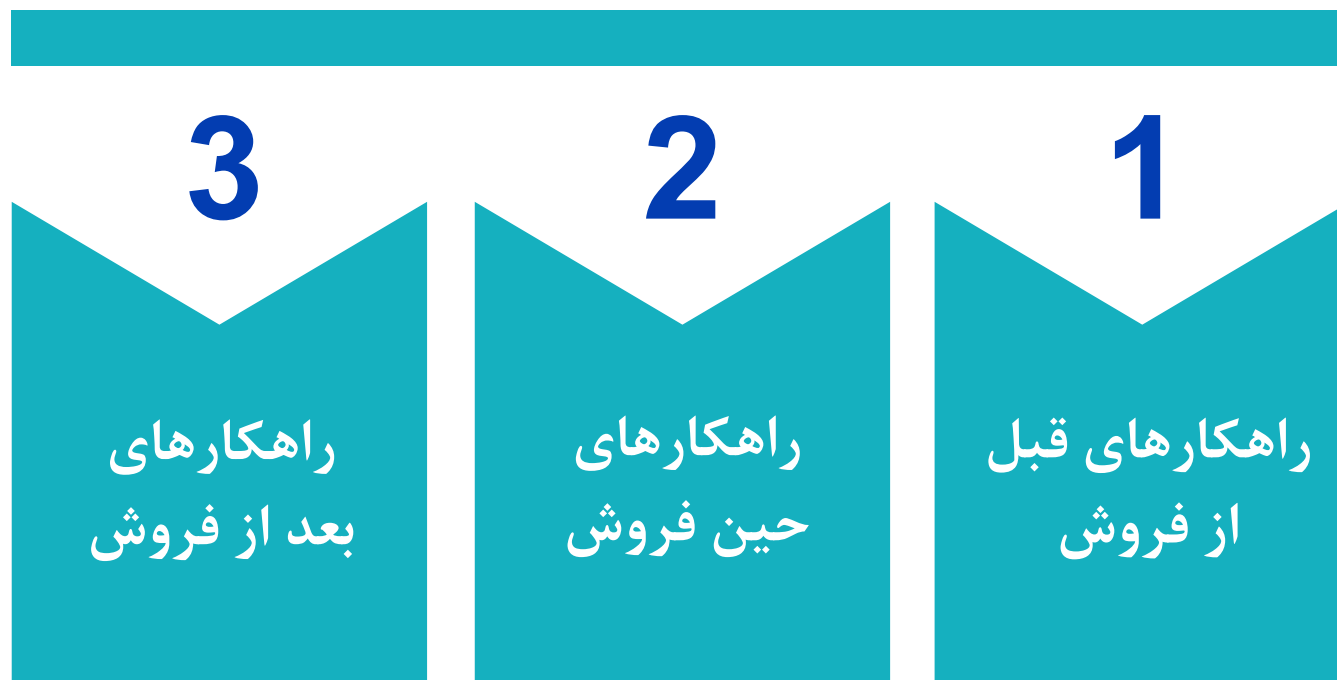 1
راهکارهای قبل
از فروش
2
راهکارهای
حین فروش
3
راهکارهای
بعد از فروش